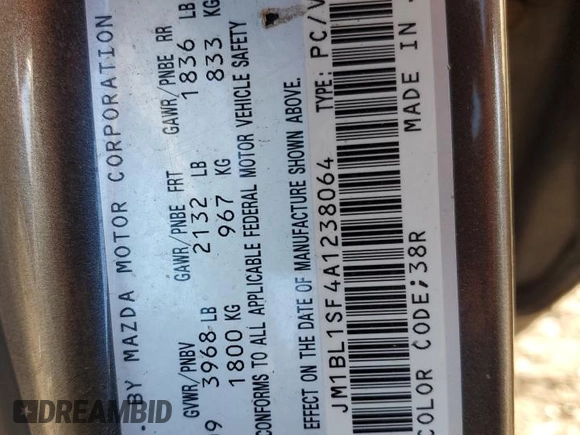 BY MAZDA MOTOR CORPORATION
GVWR/PNBV GAWR/PNBE FRT GAWR/PNBE RR
09 3968 LB 2132 LB 1836 LB
1800 KG 967 KG 833 KG
CONFORMS TO ALL APPLICABLE FEDERAL MOTOR VEHICLE SAFETY
EFFECT ON THE DATE OF MANUFACTURE SHOWN ABOVE.
JM1BL1SF4A1238064 TYPE: PC/V
COLOR CODE;38R MADE IN
DREAMBID